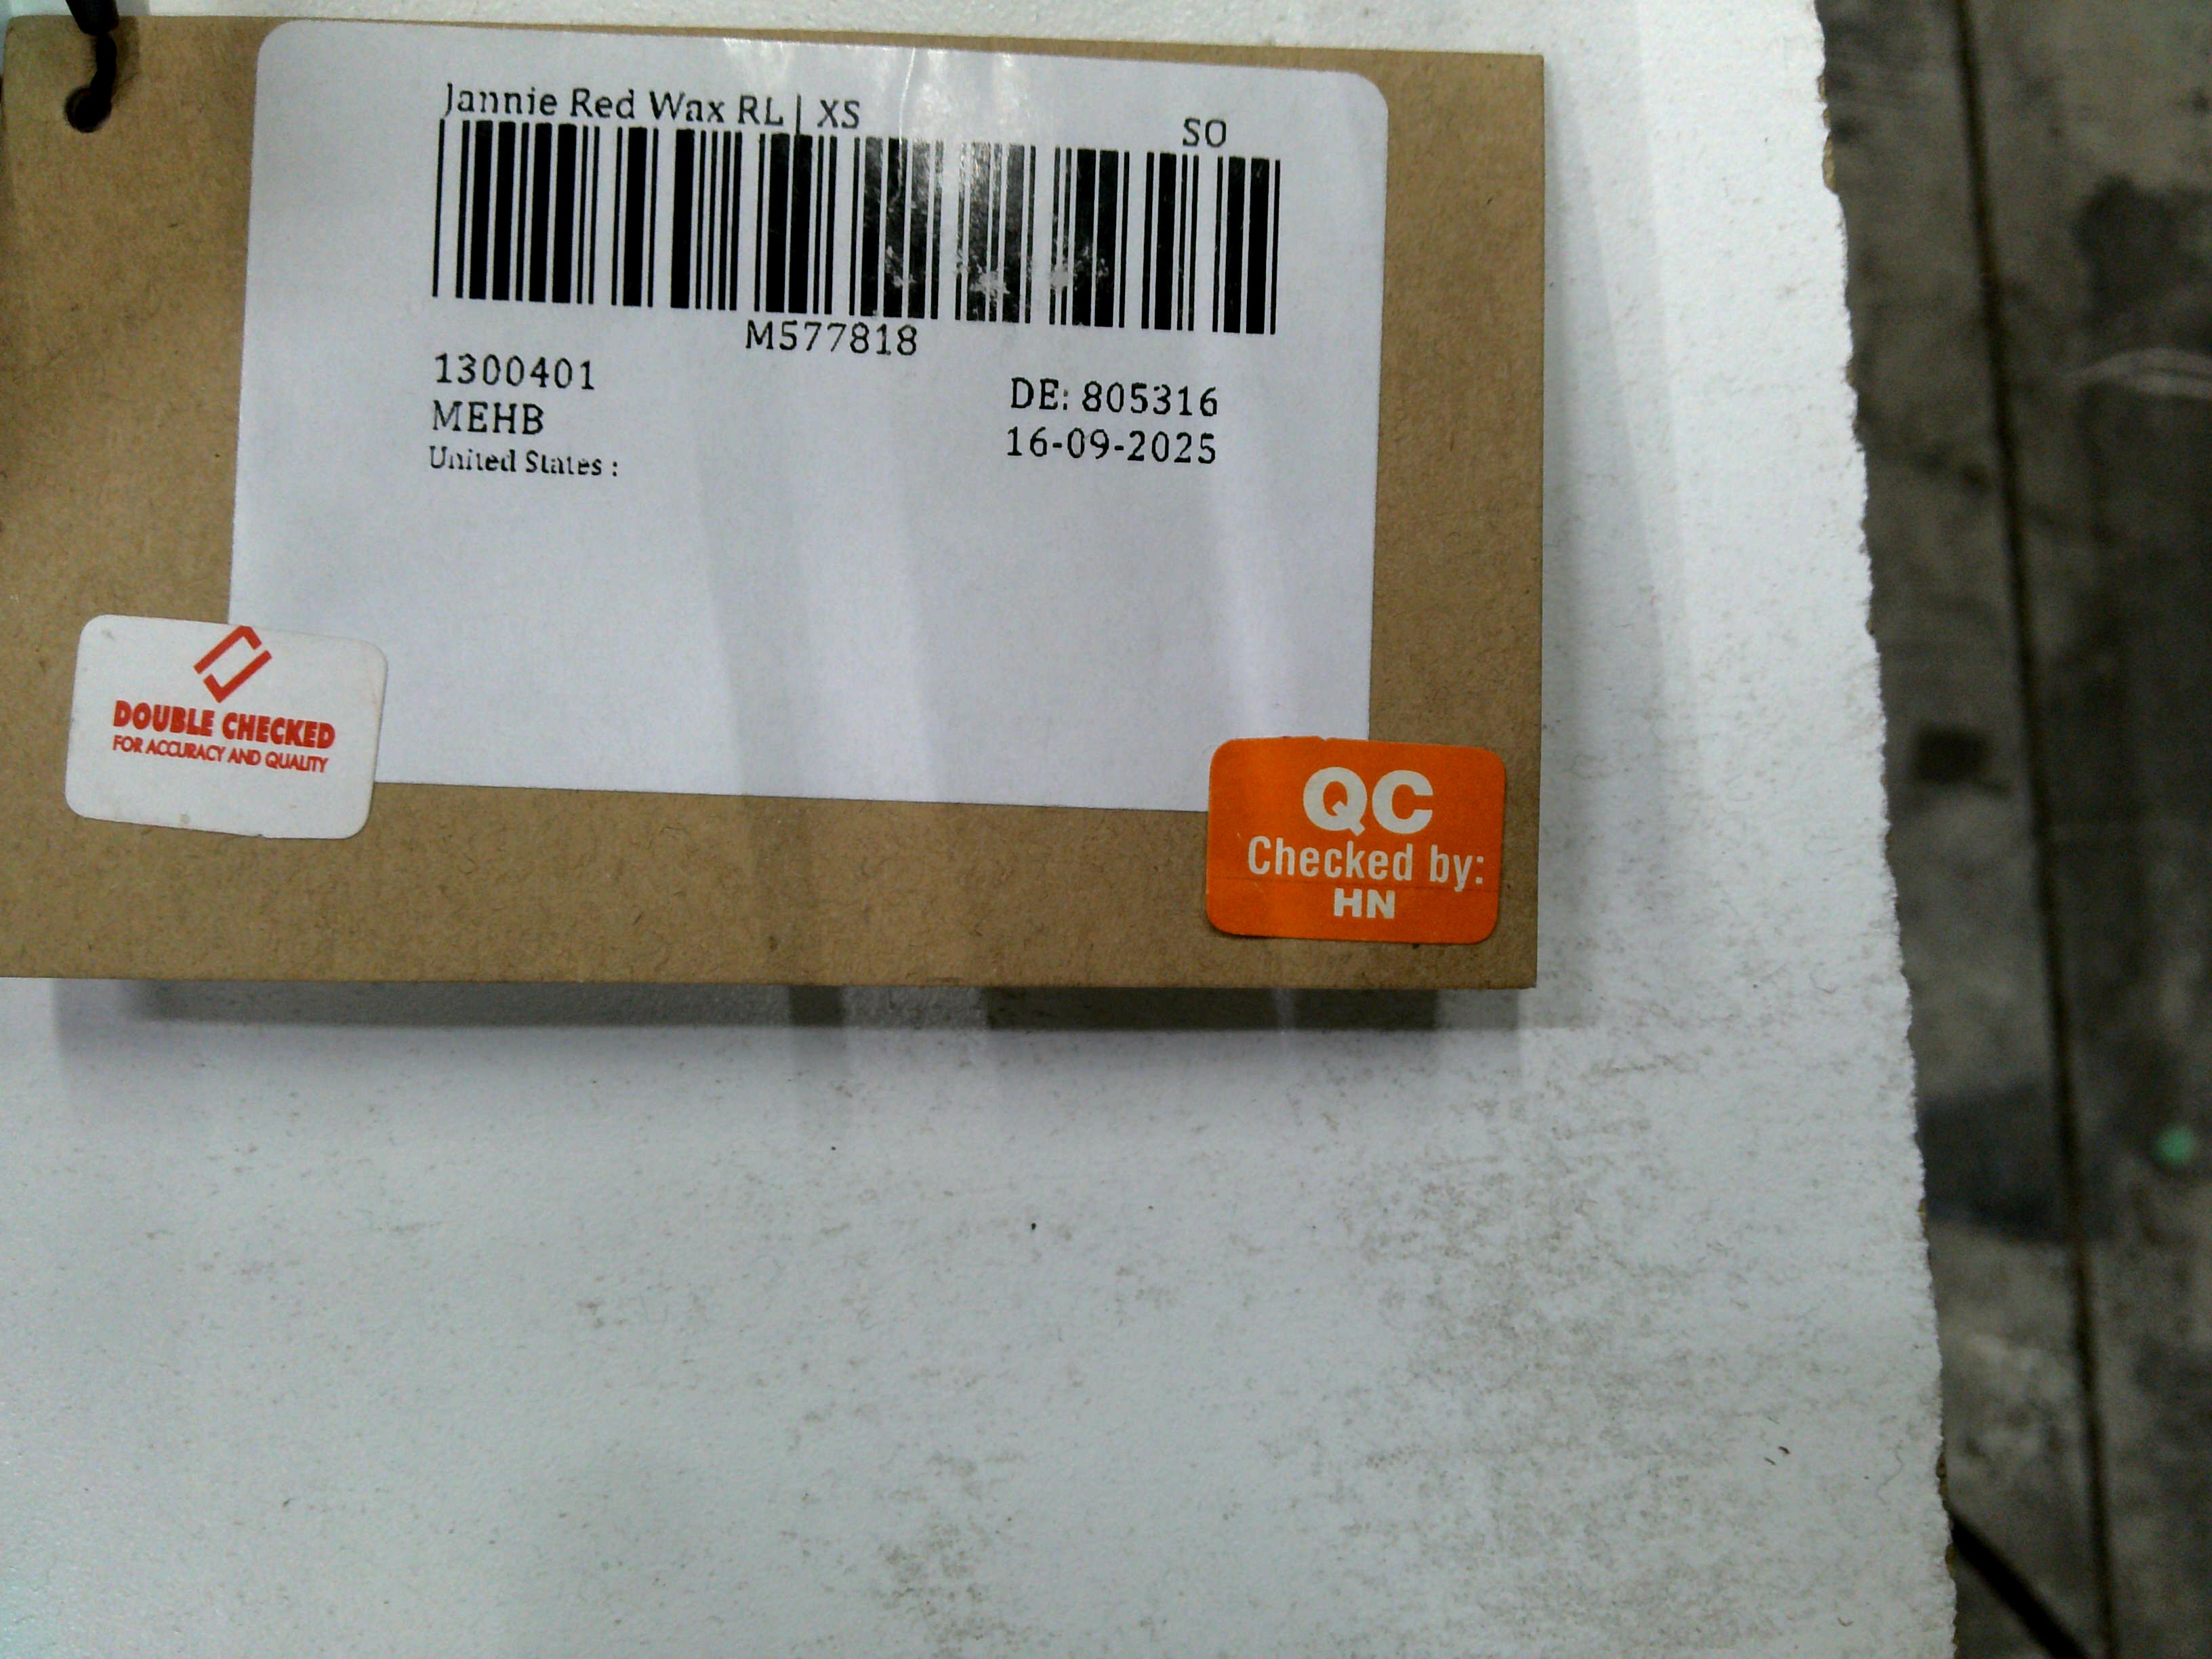 Jannie Red Wax RL | XS
SO
M577818
1300401
MEHB
United States :
DE: 805316
16-09-2025
DOUBLE CHECKED
FOR ACCURACY AND QUALITY
QC
Checked by:
HN